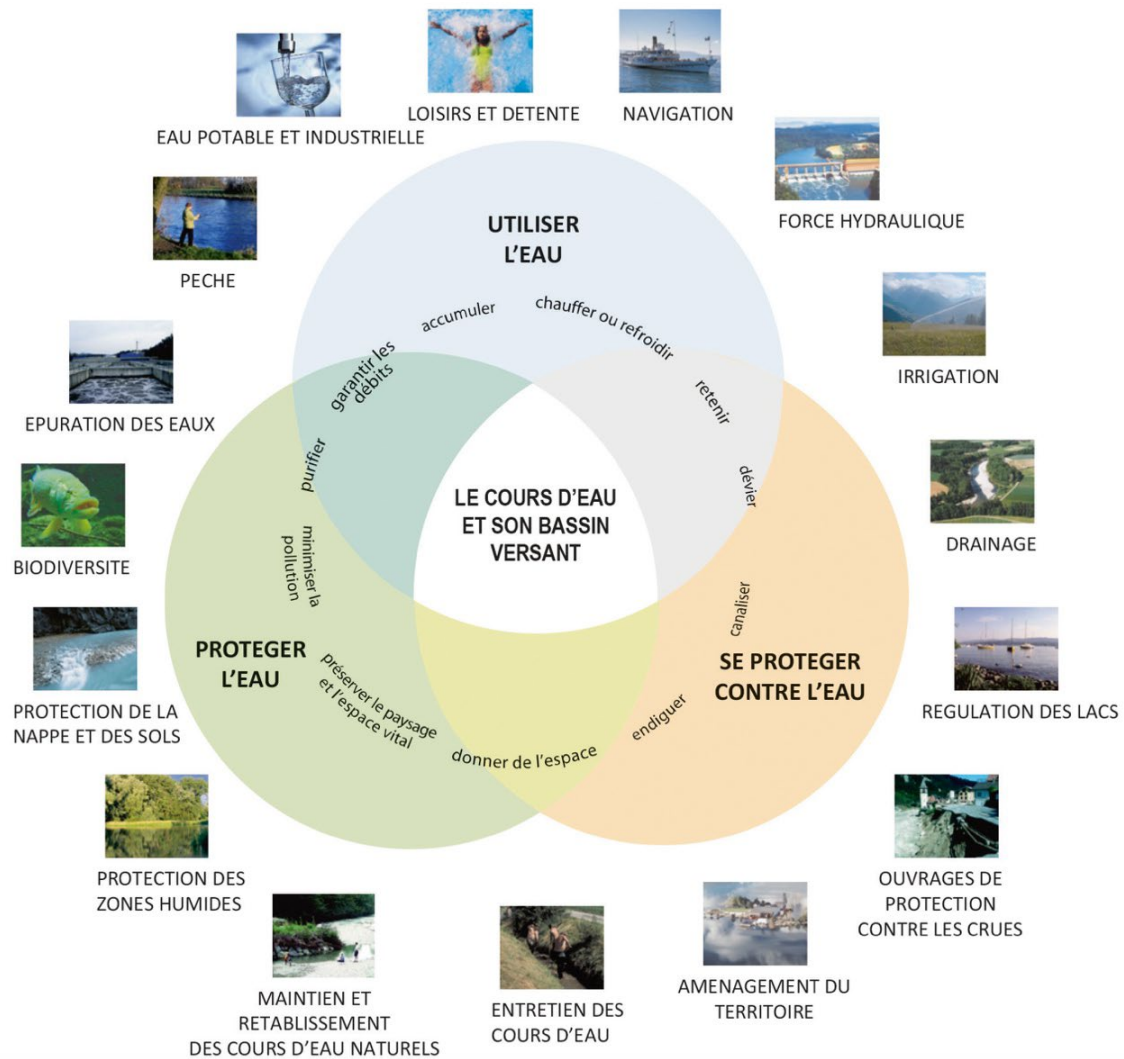 EAU POTABLE ET INDUSTRIELLE
LOISIRS ET DETENTE
NAVIGATION
FORCE HYDRAULIQUE
PECHE
IRRIGATION
EPURATION DES EAUX
DRAINAGE
BIODIVERSITE
REGULATION DES LACS
PROTECTION DE LA
NAPPE ET DES SOLS
OUVRAGES DE
PROTECTION
CONTRE LES CRUES
PROTECTION DES
ZONES HUMIDES
AMENAGEMENT DU
TERRITOIRE
MAINTIEN ET
RETABLISSEMENT
DES COURS D'EAU NATURELS
ENTRETIEN DES
COURS D'EAU
UTILISER
L'EAU
accumuler
chauffer ou refroidir
garantir les
débits
retenir
purifier
dévier
LE COURS D'EAU
ET SON BASSIN
VERSANT
minimiser la
pollution
canaliser
PROTEGER
L'EAU
SE PROTEGER
CONTRE L'EAU
préserver le paysage
et l'espace vital
donner de l'espace
endiguer